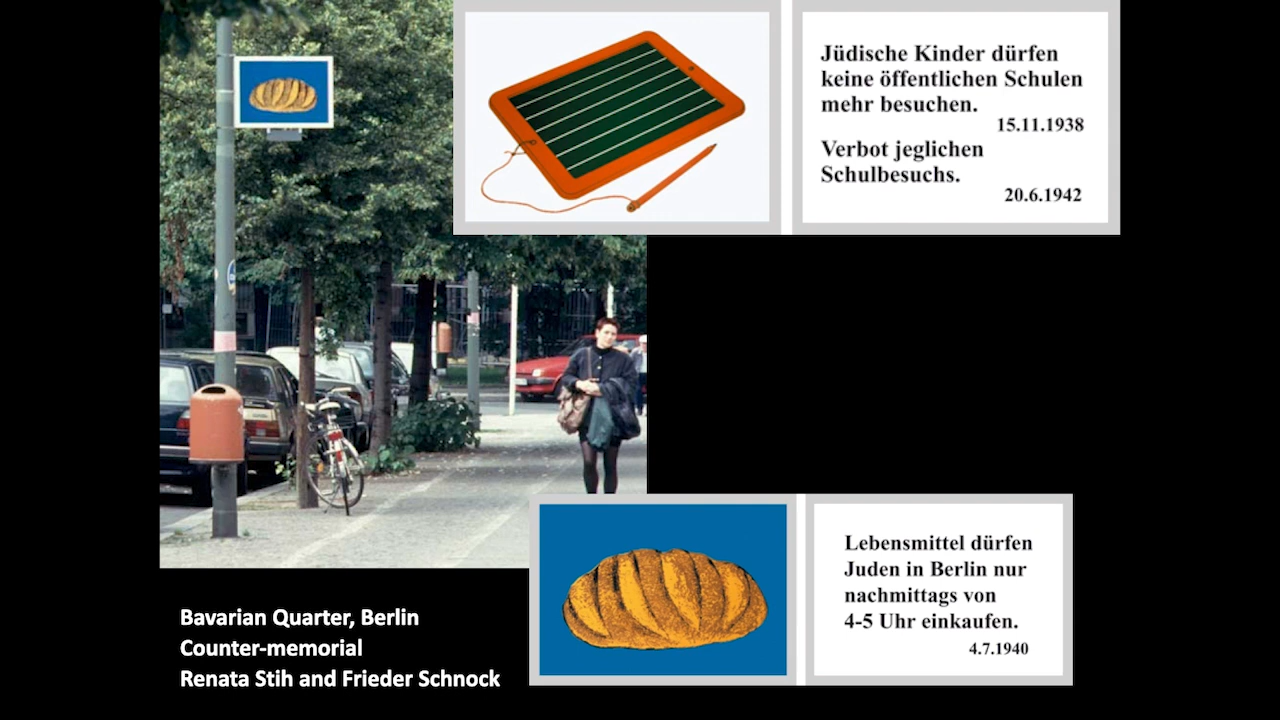 Jüdische Kinder dürfen
keine öffentlichen Schulen
mehr besuchen.
15.11.1938
Verbot jeglichen
Schulbesuchs.
20.6.1942
Lebensmittel dürfen
Juden in Berlin nur
nachmittags von
4-5 Uhr einkaufen.
4.7.1940
Bavarian Quarter, Berlin
Counter-memorial
Renata Stih and Frieder Schnock